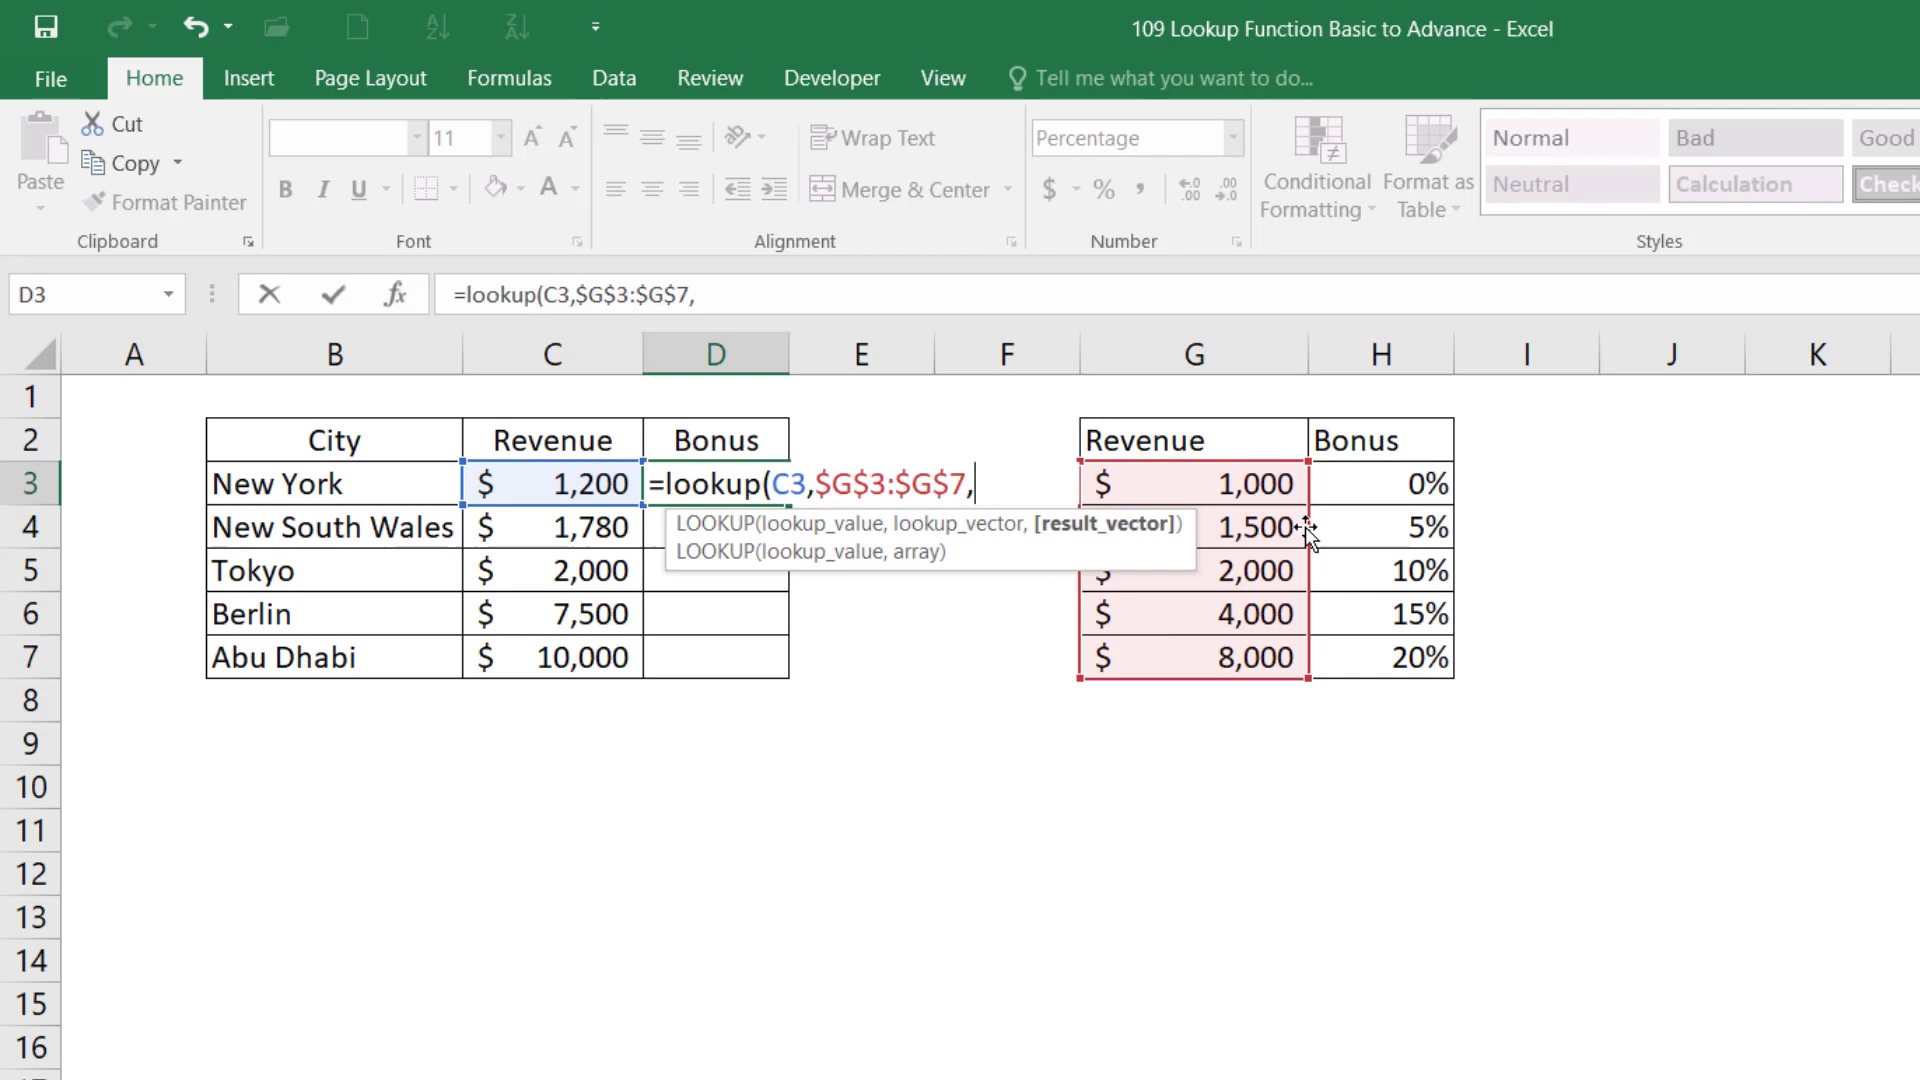 109 Lookup Function Basic to Advance - Excel
File Home Insert Page Layout Formulas Data Review Developer View Tell me what you want to do...
Paste Cut Copy Format Painter Clipboard
11 B I U A Font
Wrap Text Merge & Center Alignment
Percentage $ % , Number
Conditional Formatting Format as Table
Normal Bad Good
Neutral Calculation Check
Styles
D3 fx =lookup(C3,$G$3:$G$7,
A B C D E F G H I J K
1
2 City Revenue Bonus Revenue Bonus
3 New York $ 1,200 =lookup(C3,$G$3:$G$7, $ 1,000 0%
LOOKUP(lookup_value, lookup_vector, [result_vector])
LOOKUP(lookup_value, array)
4 New South Wales $ 1,780 1,500 5%
5 Tokyo $ 2,000 $ 2,000 10%
6 Berlin $ 7,500 $ 4,000 15%
7 Abu Dhabi $ 10,000 $ 8,000 20%
8
9
10
11
12
13
14
15
16